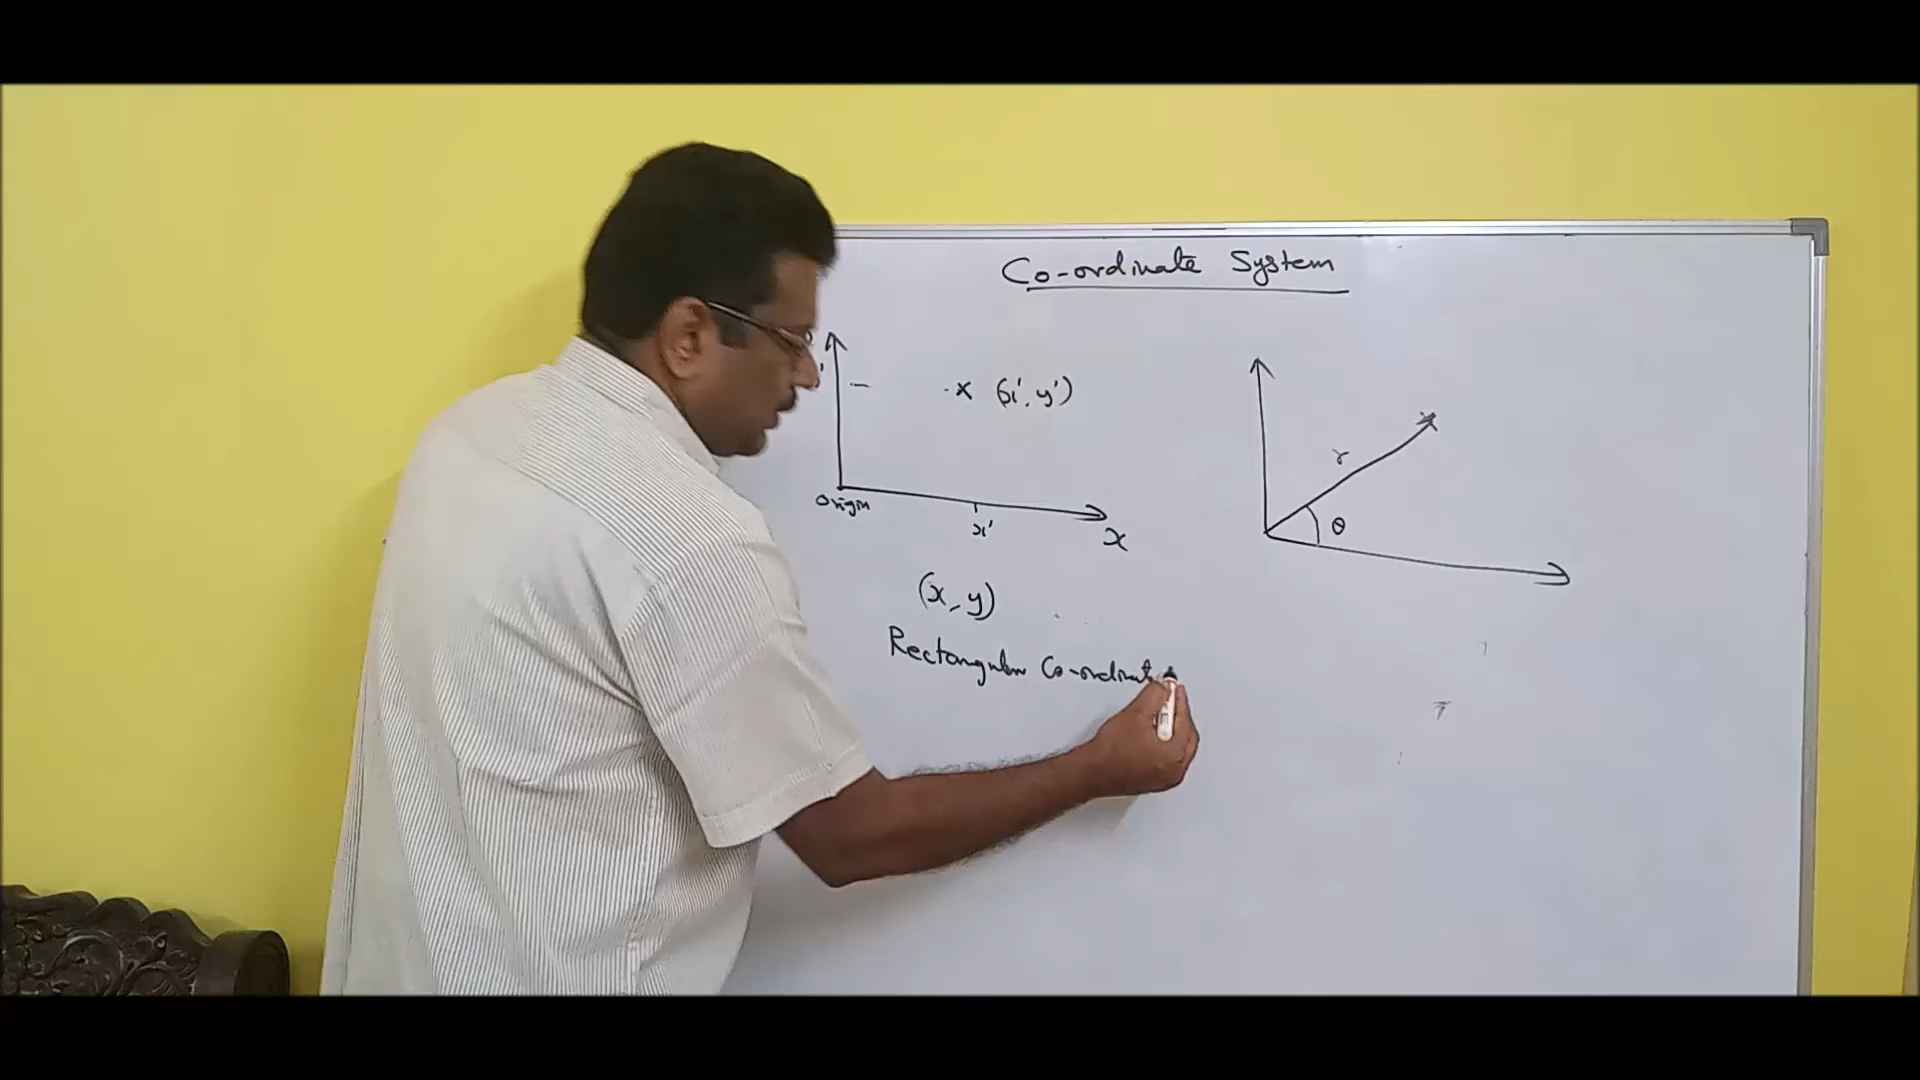 Co-ordinate System
x (x', y')
r
θ
Origin
x'
x
(x, y)
Rectangular Co-ordinate